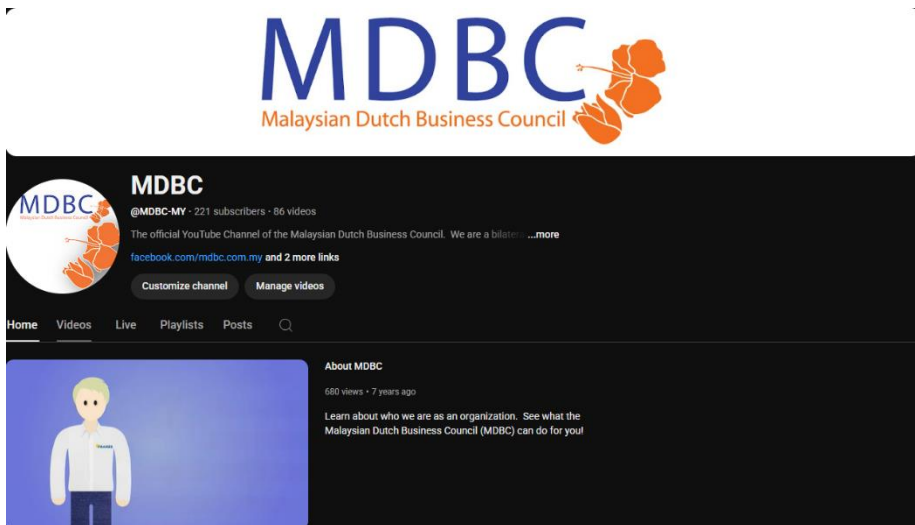 MDBC
Malaysian Dutch Business Council
MDBC
Malaysian Dutch Business Council
MDBC
@MDBC-MY · 221 subscribers · 86 videos
The official YouTube Channel of the Malaysian Dutch Business Council. We are a bilatera ...more
facebook.com/mdbc.com.my and 2 more links
Customize channel
Manage videos
Home Videos Live Playlists Posts
About MDBC
680 views • 7 years ago
Learn about who we are as an organization. See what the
Malaysian Dutch Business Council (MDBC) can do for you!